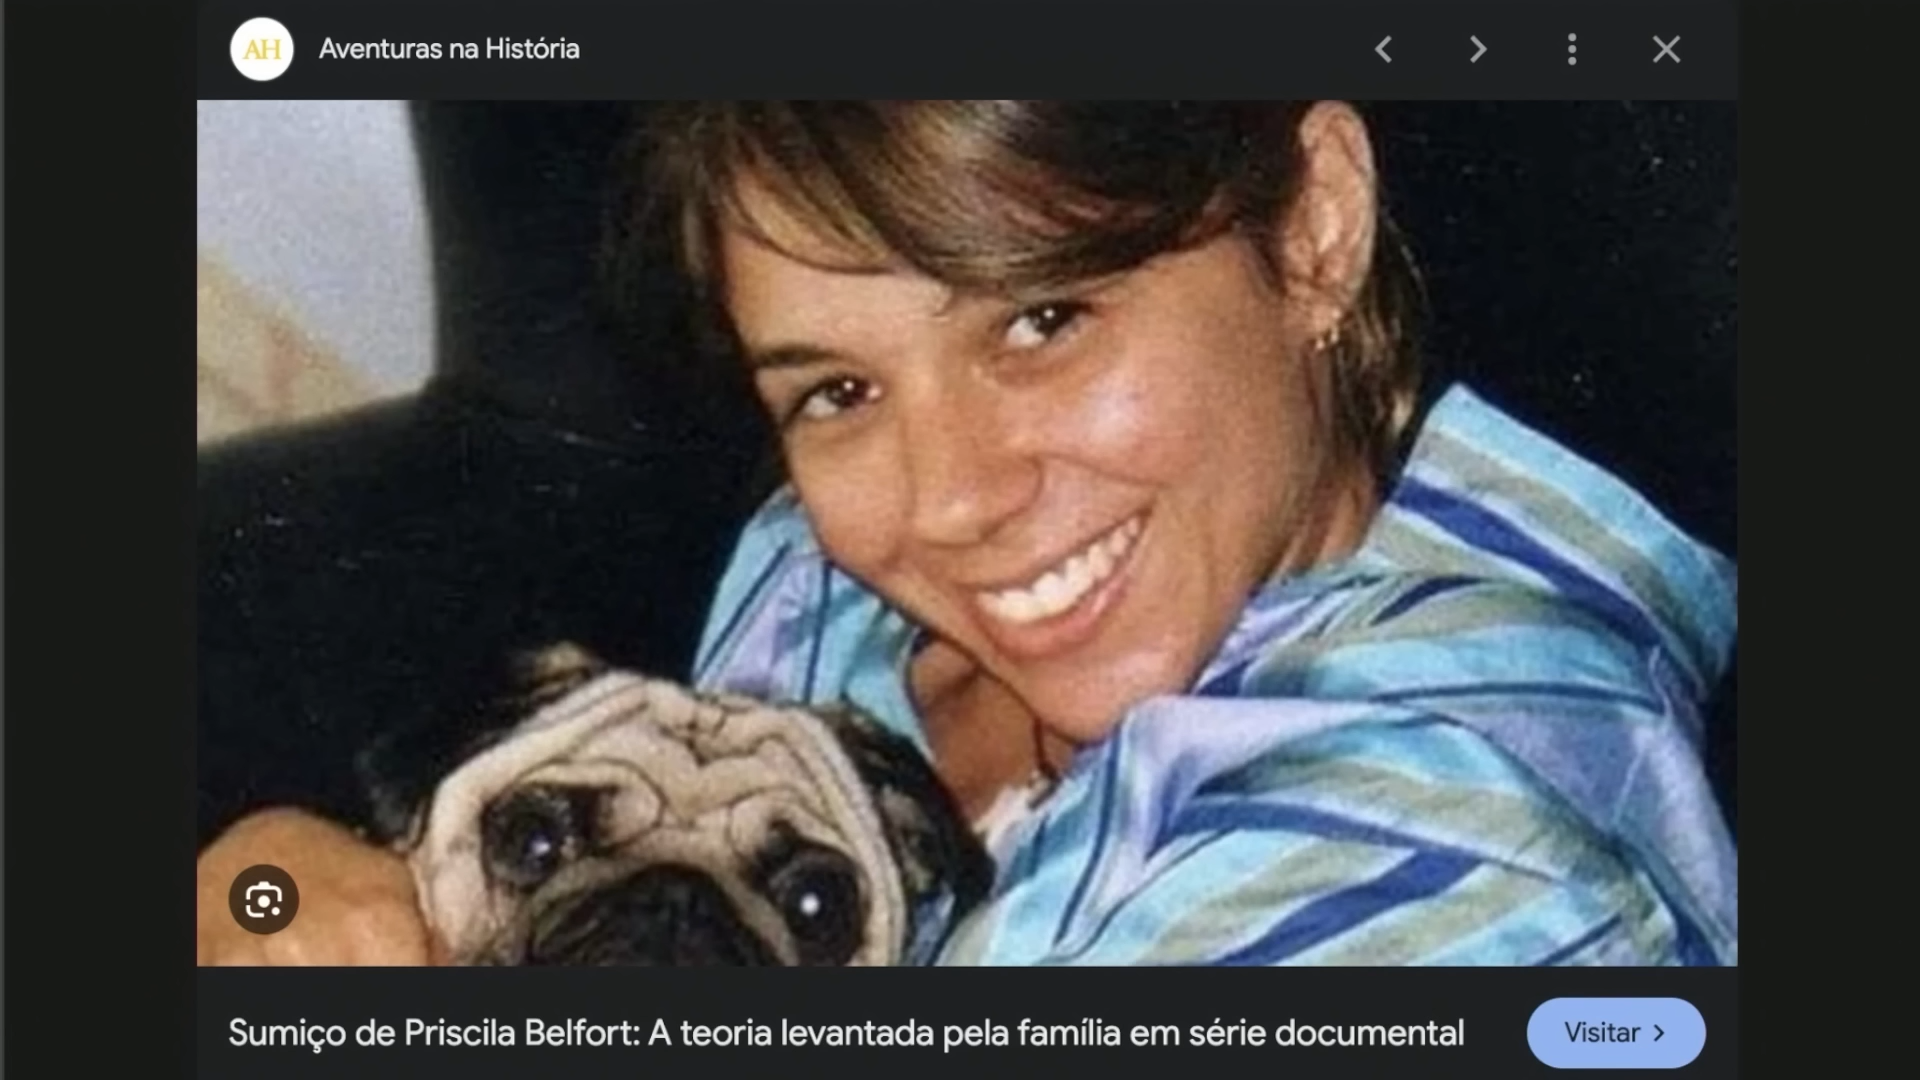 AH
Aventuras na História
Sumiço de Priscila Belfort: A teoria levantada pela família em série documental
Visitar